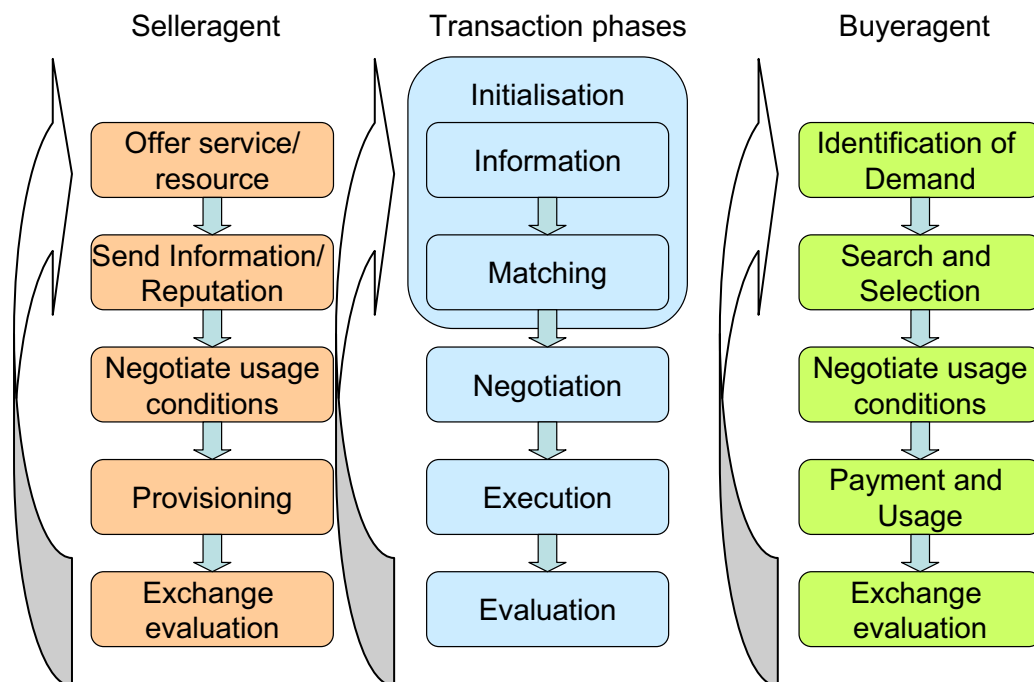 Selleragent
Transaction phases
Buyeragent
Offer service/
resource
Send Information/
Reputation
Negotiate usage
conditions
Provisioning
Exchange
evaluation
Initialisation
Information
Matching
Negotiation
Execution
Evaluation
Identification of
Demand
Search and
Selection
Negotiate usage
conditions
Payment and
Usage
Exchange
evaluation